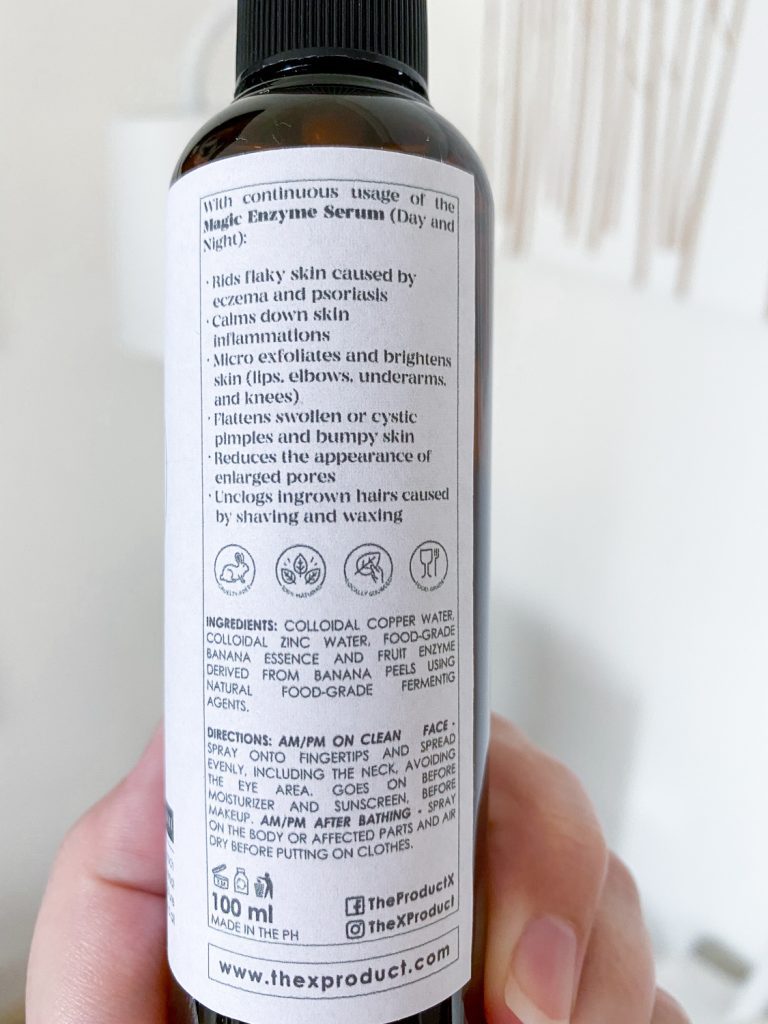 With continuous usage of the
Magic Enzyme Serum (Day and
Night):
· Rids flaky skin caused by
eczema and psoriasis
· Calms down skin
inflammations
· Micro exfoliates and brightens
skin (lips, elbows, underarms,
and knees)
· Flattens swollen or cystic
pimples and bumpy skin
· Reduces the appearance of
enlarged pores
· Unclogs ingrown hairs caused
by shaving and waxing
CRUELTY-FREE
100% NATURAL
INGREDIENTS: COLLOIDAL COPPER WATER,
COLLOIDAL ZINC WATER, FOOD-GRADE
BANANA ESSENCE AND FRUIT ENZYME
DERIVED FROM BANANA PEELS USING
NATURAL FOOD-GRADE FERMENTIG
AGENTS.
DIRECTIONS: AM/PM ON CLEAN FACE -
SPRAY ONTO FINGERTIPS AND SPREAD
EVENLY, INCLUDING THE NECK, AVOIDING
THE EYE AREA. GOES ON BEFORE
MOISTURIZER AND SUNSCREEN, BEFORE
MAKEUP. AM/PM AFTER BATHING - SPRAY
ON THE BODY OR AFFECTED PARTS AND AIR
DRY BEFORE PUTTING ON CLOTHES.
100 ml
MADE IN THE PH
TheProductX
TheXProduct
www.thexproduct.com